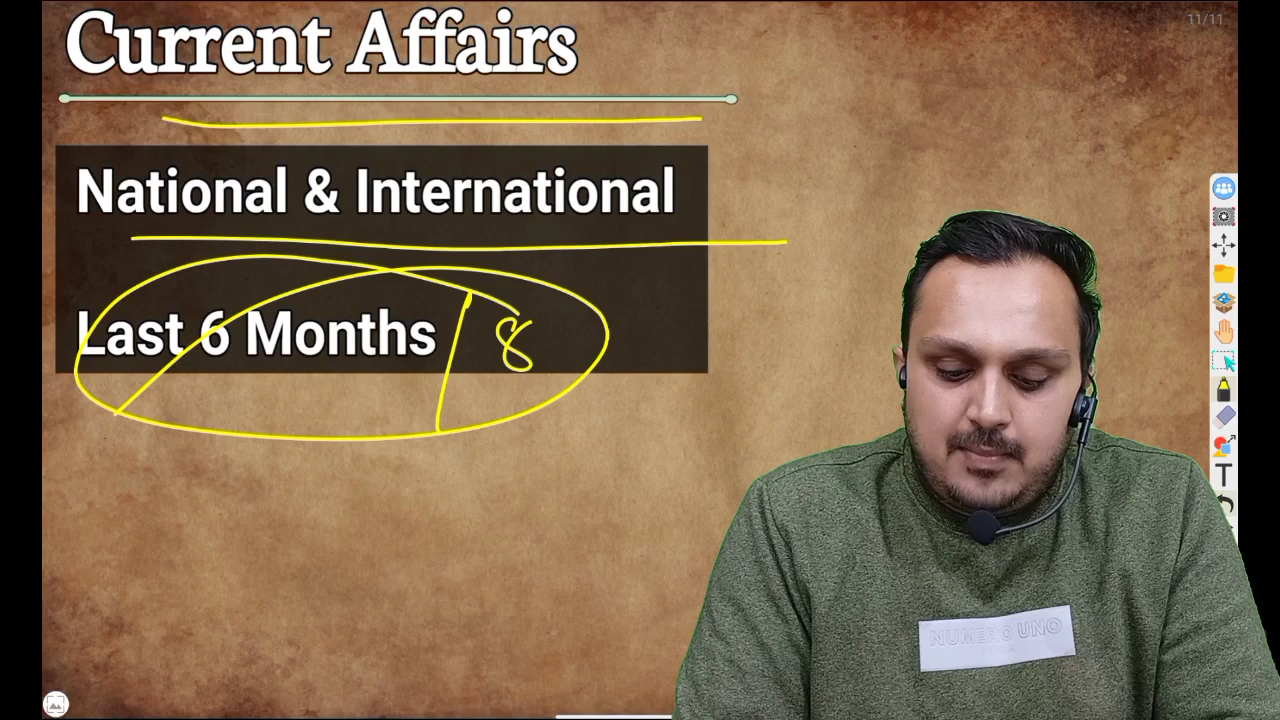 11/11
Current Affairs
National & International
Last 6 Months 8
T
NUMERO UNO